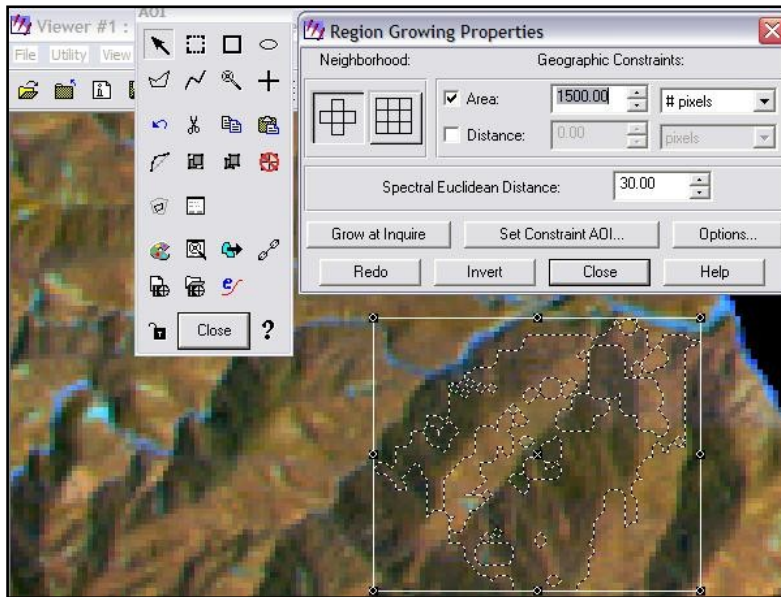 Viewer #1 :
File Utility View
AOI
Close
?
Region Growing Properties
Neighborhood: Geographic Constraints:
Area: 1500.00 # pixels
Distance: 0.00 pixels
Spectral Euclidean Distance: 30.00
Grow at Inquire Set Constraint AOI... Options...
Redo Invert Close Help